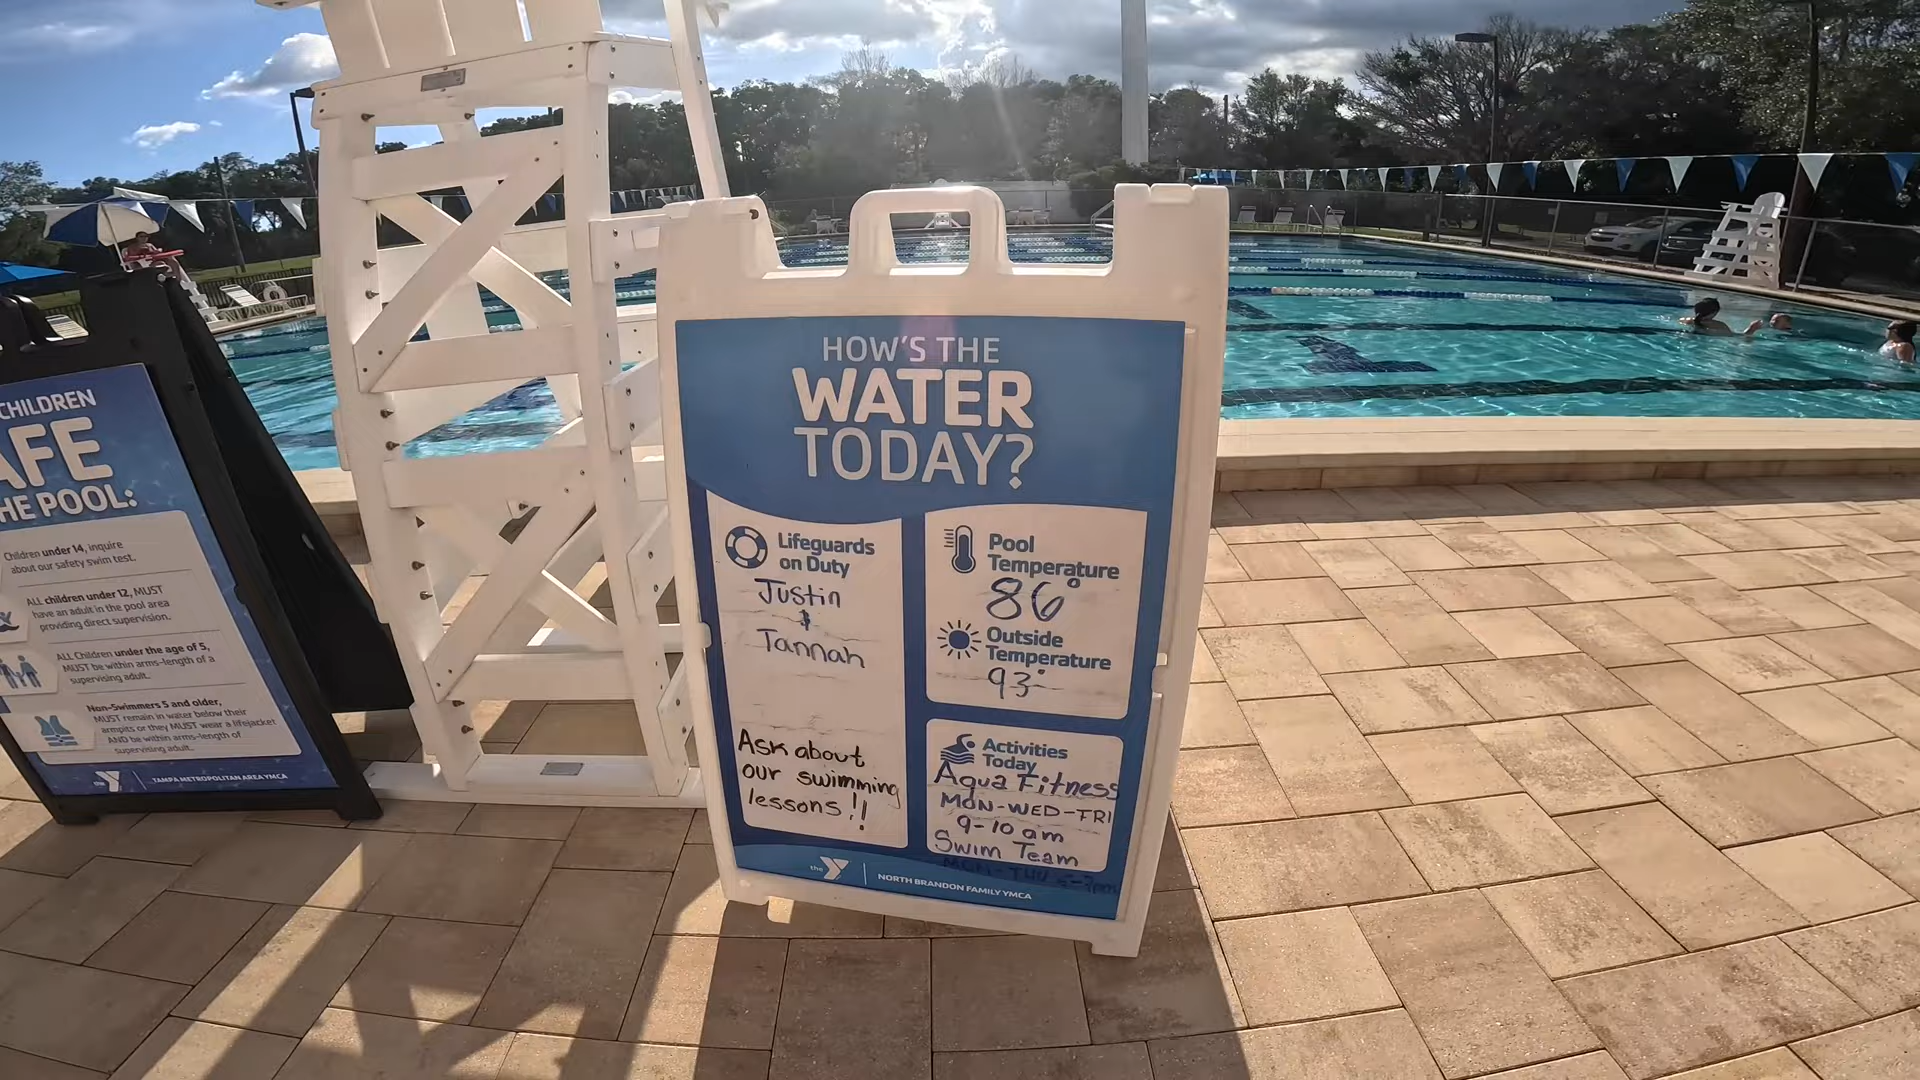 CHILDREN
AFE
HE POOL:
Children under 14, inquire
about our safety swim test.
ALL children under 12, MUST
have an adult in the pool area
providing direct supervision.
ALL Children under the age of 5,
MUST be within arms-length of a
supervising adult.
Non-Swimmers 5 and older,
MUST remain in water below their
armpits or they MUST wear a lifejacket
AND be within arms-length of
supervising adult.
the Y
TAMPA METROPOLITAN AREA YMCA
HOW'S THE
WATER
TODAY?
Lifeguards
on Duty
Justin
&
Tannah
Ask about
our swimming
lessons!!
Pool
Temperature
86°
Outside
Temperature
93°
Activities
Today
Aqua Fitness
MON-WED-FRI
9-10 am
Swim Team
MON-THU
the Y
NORTH BRANDON FAMILY YMCA